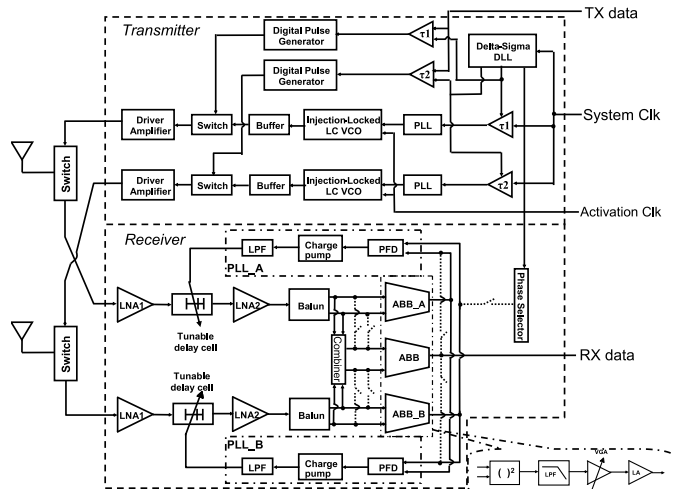 TX data
Transmitter
Digital Pulse
Generator
τ1
Delta-Sigma
DLL
Digital Pulse
Generator
τ2
System Clk
Driver
Amplifier
Switch
Buffer
Injection-Locked
LC VCO
PLL
τ1
Switch
Driver
Amplifier
Switch
Buffer
Injection-Locked
LC VCO
PLL
τ2
Activation Clk
Receiver
LPF
Charge
pump
PFD
PLL_A
Phase Selector
LNA1
LNA2
Balun
ABB_A
Tunable
delay cell
Switch
Combiner
ABB
RX data
Tunable
delay cell
LNA1
LNA2
Balun
ABB_B
PLL_B
LPF
Charge
pump
PFD
( )²
LPF
VGA
LA